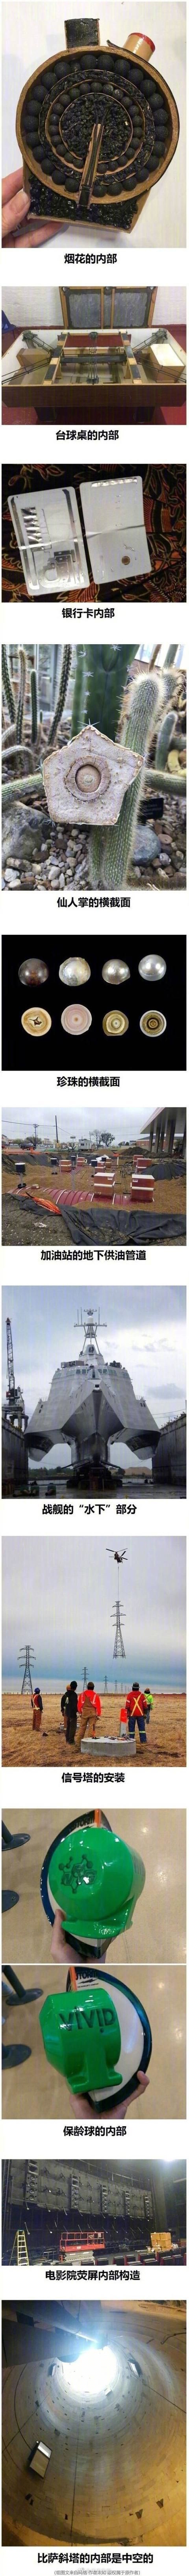 烟花的内部
台球桌的内部
银行卡内部
仙人掌的横截面
珍珠的横截面
加油站的地下供油管道
战舰的“水下”部分
信号塔的安装
VIVID
保龄球的内部
电影院荧屏内部构造
比萨斜塔的内部是中空的